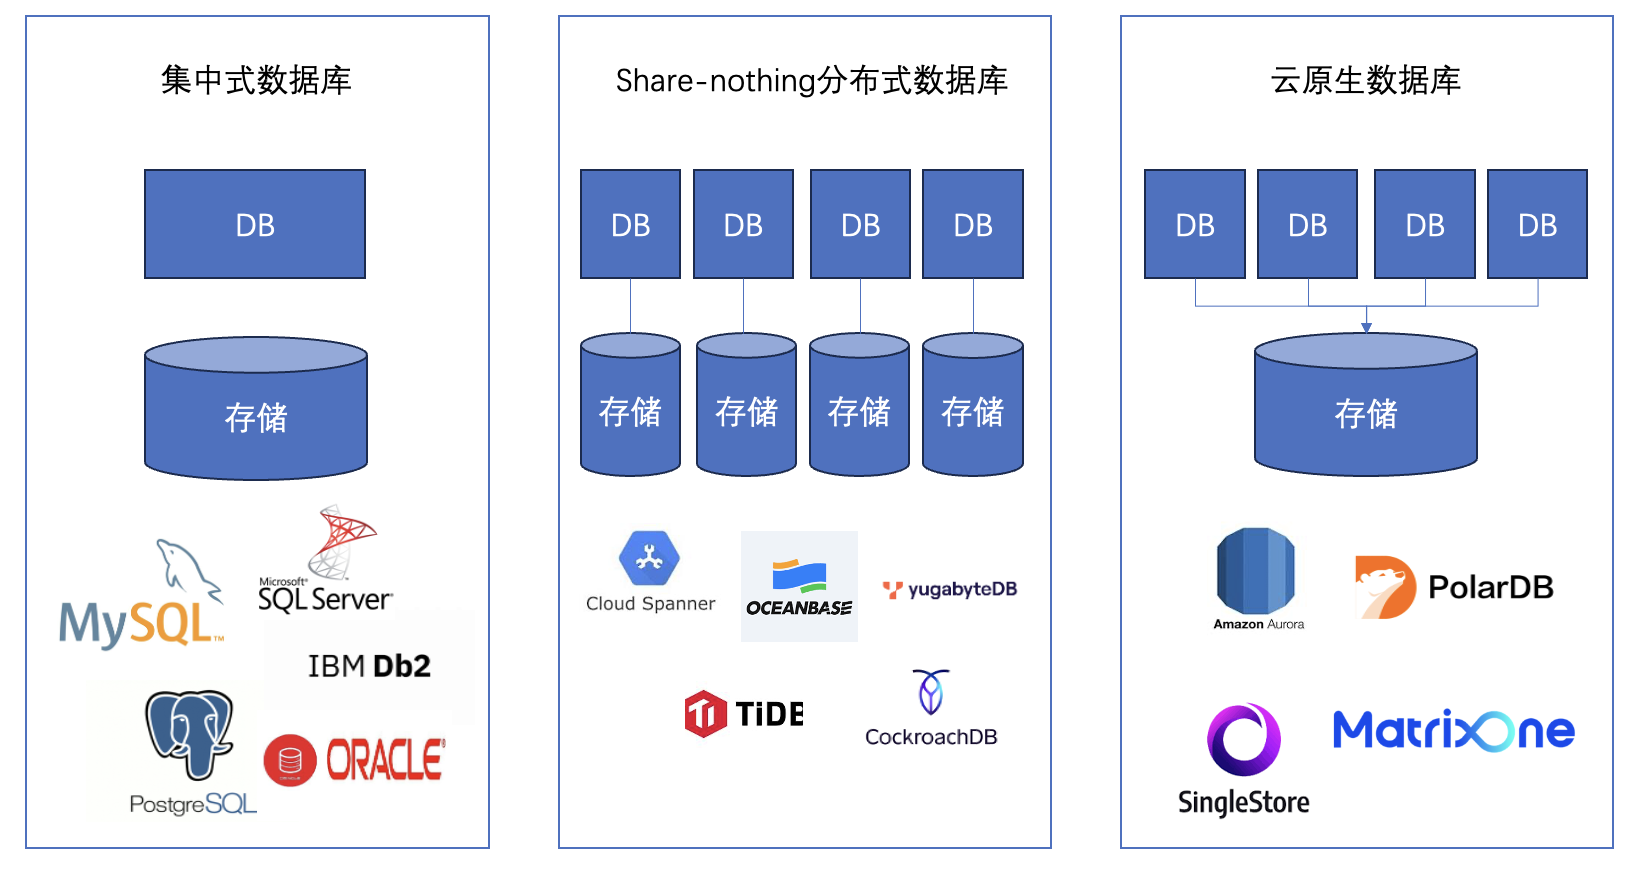 集中式数据库
DB
存储
MySQL™
Microsoft®
SQL Server®
IBM Db2
PostgreSQL
ORACLE®
Share-nothing分布式数据库
DB DB DB DB
存储 存储 存储 存储
Cloud Spanner
OCEANBASE
yugabyteDB
TiDB
CockroachDB
云原生数据库
DB DB DB DB
存储
Amazon Aurora
PolarDB
SingleStore
MatrixOne